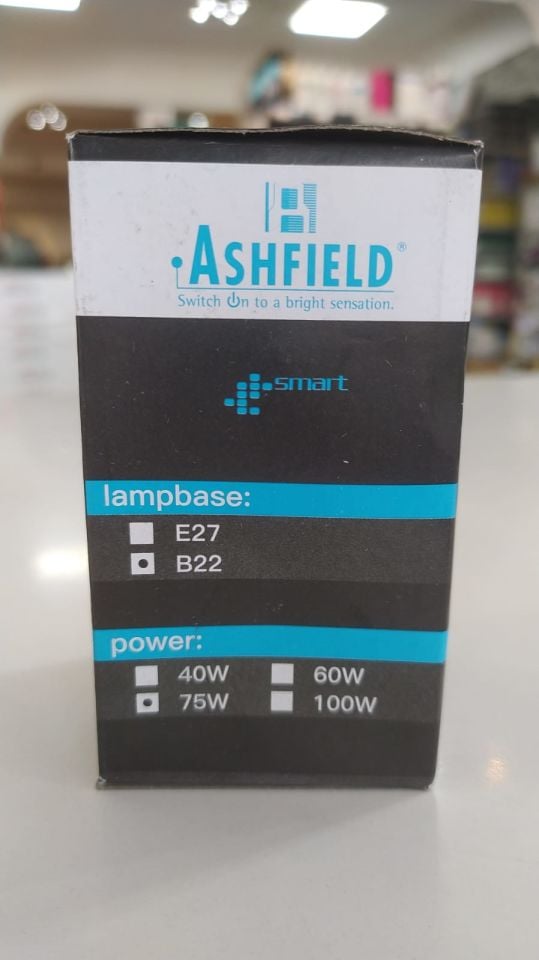 ASHFIELD®
Switch On to a bright sensation.
smart
lampbase:
E27
B22
power:
40W 60W
75W 100W